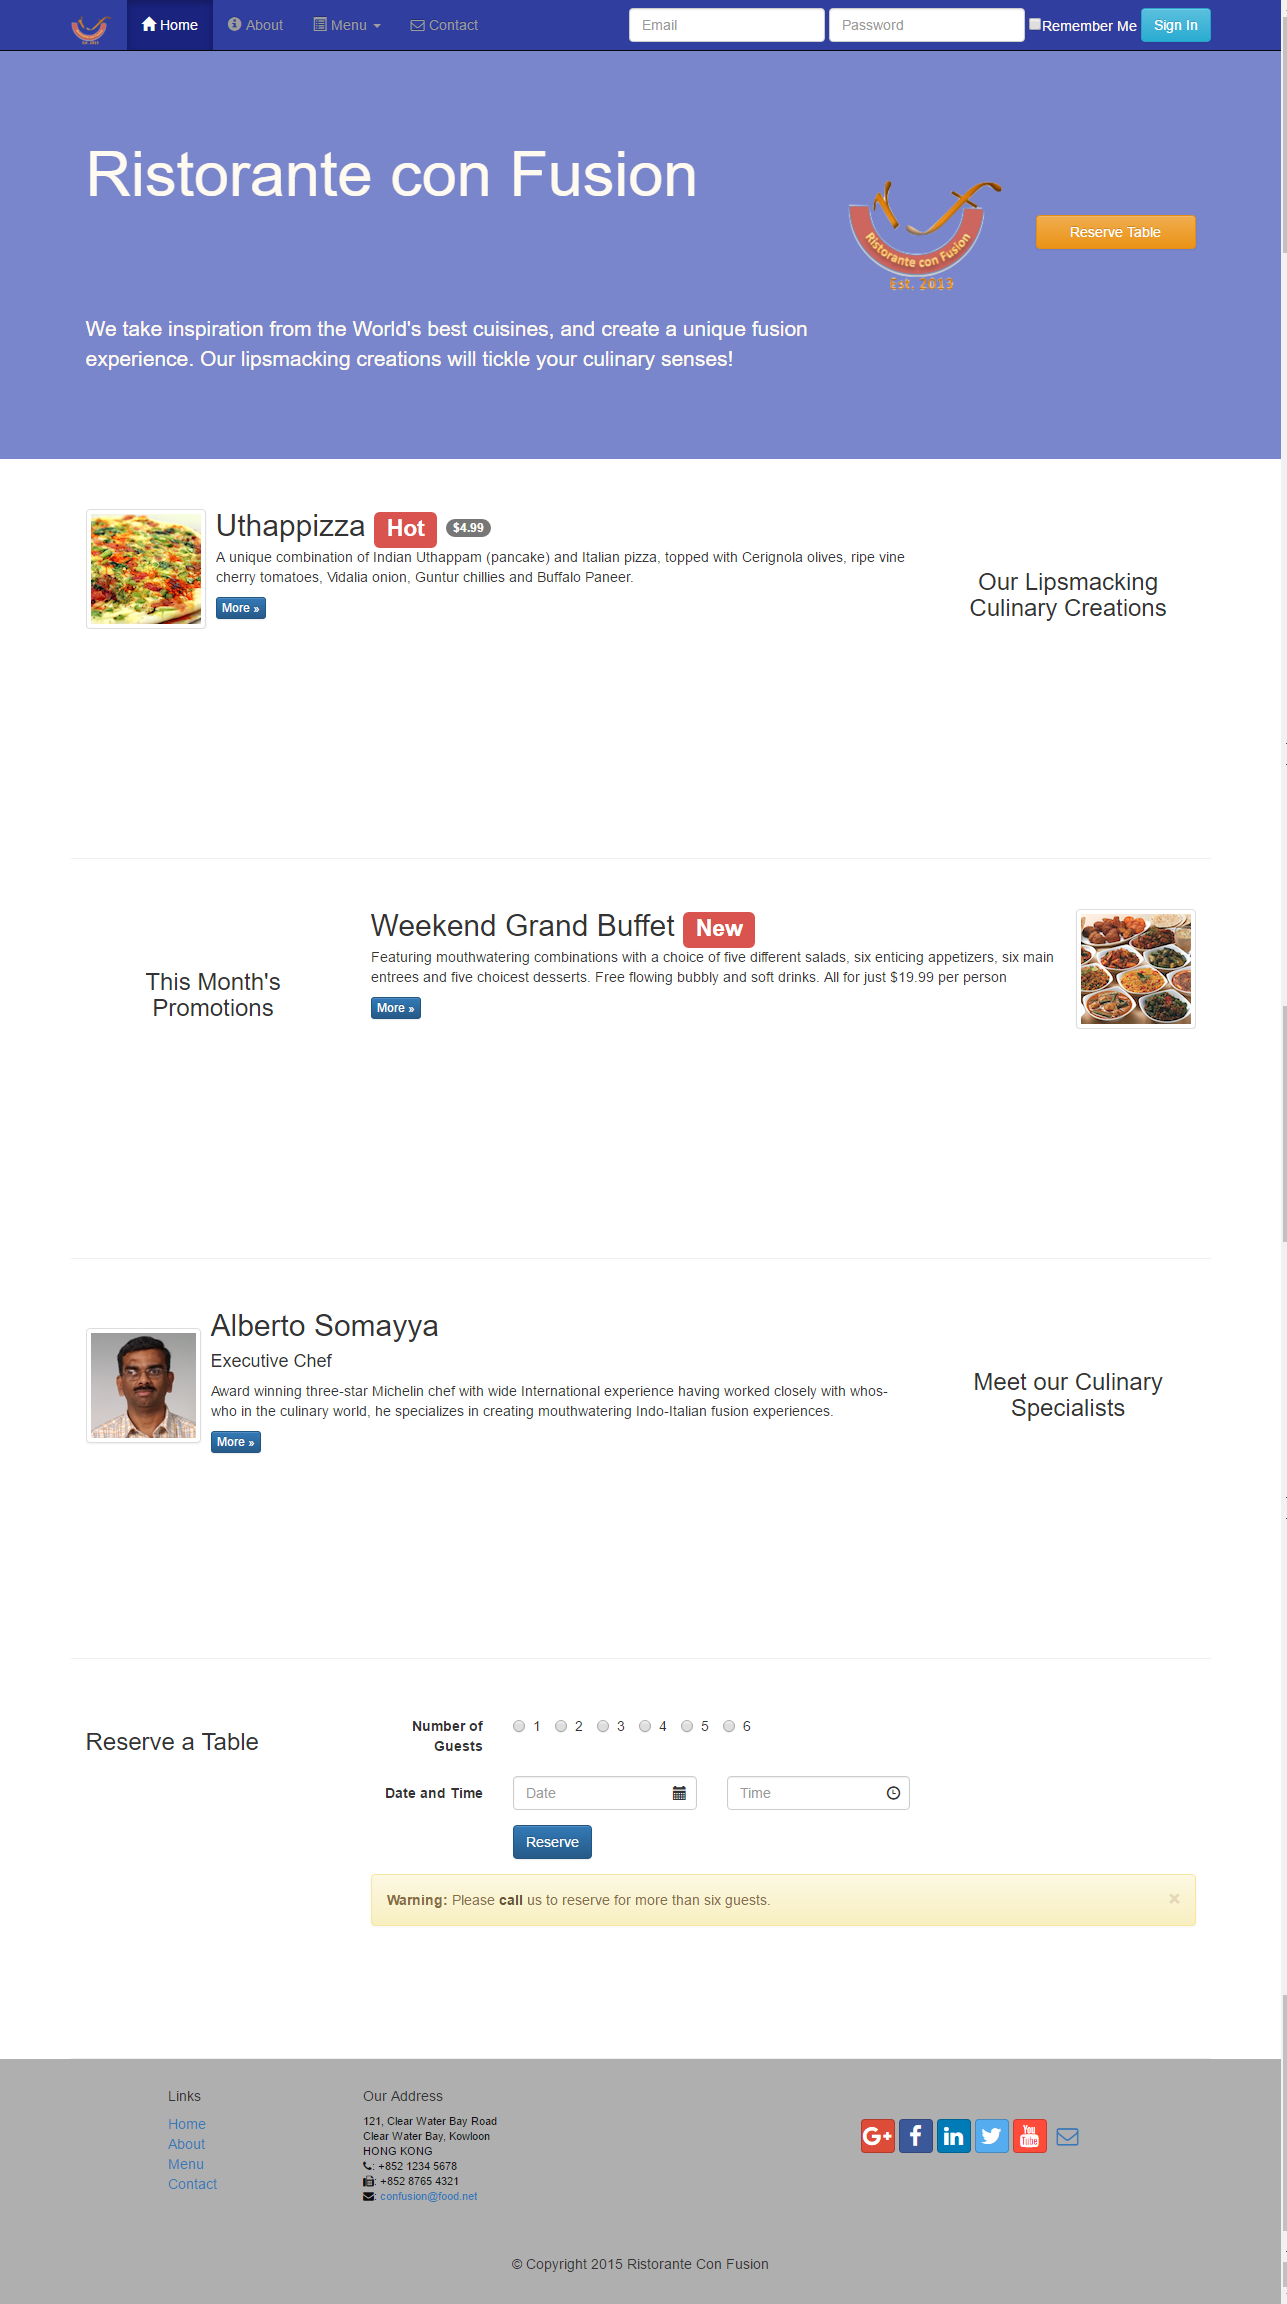 Home About Menu Contact Email Password Remember Me Sign In
Ristorante con Fusion
Ristorante con Fusion
Est. 2013
Reserve Table
We take inspiration from the World's best cuisines, and create a unique fusion
experience. Our lipsmacking creations will tickle your culinary senses!
Uthappizza Hot $4.99
A unique combination of Indian Uthappam (pancake) and Italian pizza, topped with Cerignola olives, ripe vine
cherry tomatoes, Vidalia onion, Guntur chillies and Buffalo Paneer.
More »
Our Lipsmacking
Culinary Creations
This Month's
Promotions
Weekend Grand Buffet New
Featuring mouthwatering combinations with a choice of five different salads, six enticing appetizers, six main
entrees and five choicest desserts. Free flowing bubbly and soft drinks. All for just $19.99 per person
More »
Alberto Somayya
Executive Chef
Award winning three-star Michelin chef with wide International experience having worked closely with whos-
who in the culinary world, he specializes in creating mouthwatering Indo-Italian fusion experiences.
More »
Meet our Culinary
Specialists
Reserve a Table
Number of
Guests
1 2 3 4 5 6
Date and Time
Date
Time
Reserve
Warning: Please call us to reserve for more than six guests. ×
Links
Home
About
Menu
Contact
Our Address
121, Clear Water Bay Road
Clear Water Bay, Kowloon
HONG KONG
: +852 1234 5678
: +852 8765 4321
: confusion@food.net
G+ f in You Tube
© Copyright 2015 Ristorante Con Fusion